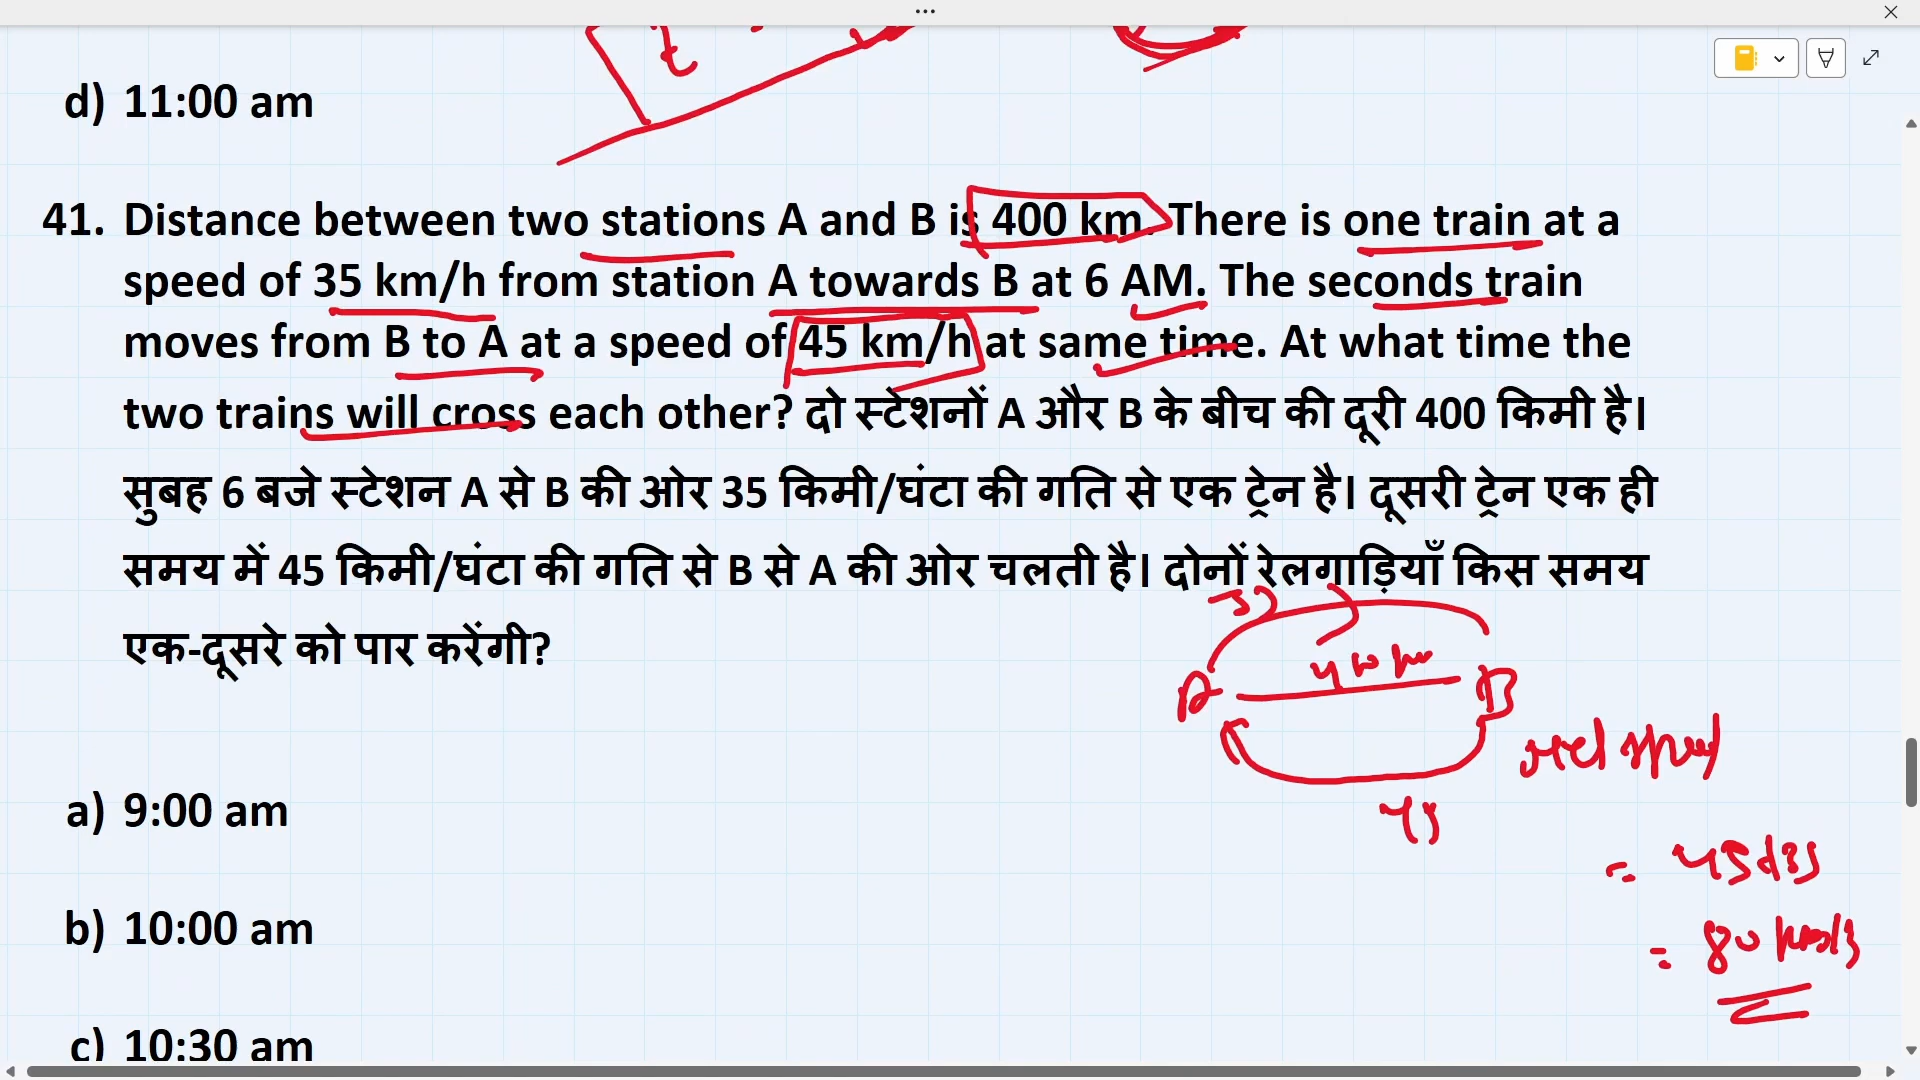 t
d) 11:00 am
41. Distance between two stations A and B is 400 km. There is one train at a
speed of 35 km/h from station A towards B at 6 AM. The seconds train
moves from B to A at a speed of 45 km/h at same time. At what time the
two trains will cross each other? दो स्टेशनों A और B के बीच की दूरी 400 किमी है।
सुबह 6 बजे स्टेशन A से B की ओर 35 किमी/घंटा की गति से एक ट्रेन है। दूसरी ट्रेन एक ही
समय में 45 किमी/घंटा की गति से B से A की ओर चलती है। दोनों रेलगाड़ियाँ किस समय
एक-दूसरे को पार करेंगी?
400 km
A B
rel speed
45
a) 9:00 am
= 45+35
b) 10:00 am
= 80 km/h
c) 10:30 am